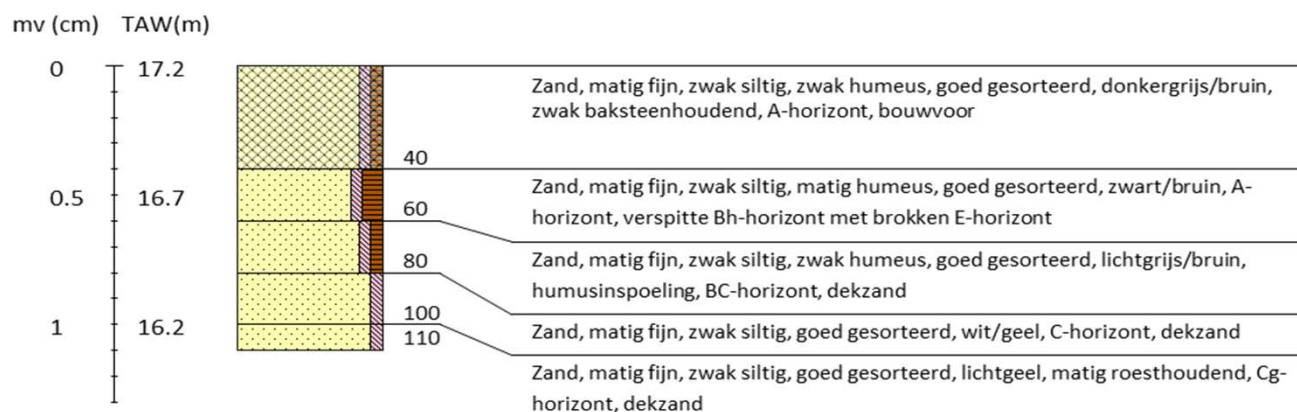 mv (cm) TAW(m)
0 17.2
Zand, matig fijn, zwak siltig, zwak humeus, goed gesorteerd, donkergrijs/bruin,
zwak baksteenhoudend, A-horizont, bouwvoor
40
0.5 16.7
Zand, matig fijn, zwak siltig, matig humeus, goed gesorteerd, zwart/bruin, A-
horizont, verspitte Bh-horizont met brokken E-horizont
60
Zand, matig fijn, zwak siltig, zwak humeus, goed gesorteerd, lichtgrijs/bruin,
humusinspoeling, BC-horizont, dekzand
80
100
1 16.2
Zand, matig fijn, zwak siltig, goed gesorteerd, wit/geel, C-horizont, dekzand
110
Zand, matig fijn, zwak siltig, goed gesorteerd, lichtgeel, matig roesthoudend, Cg-
horizont, dekzand